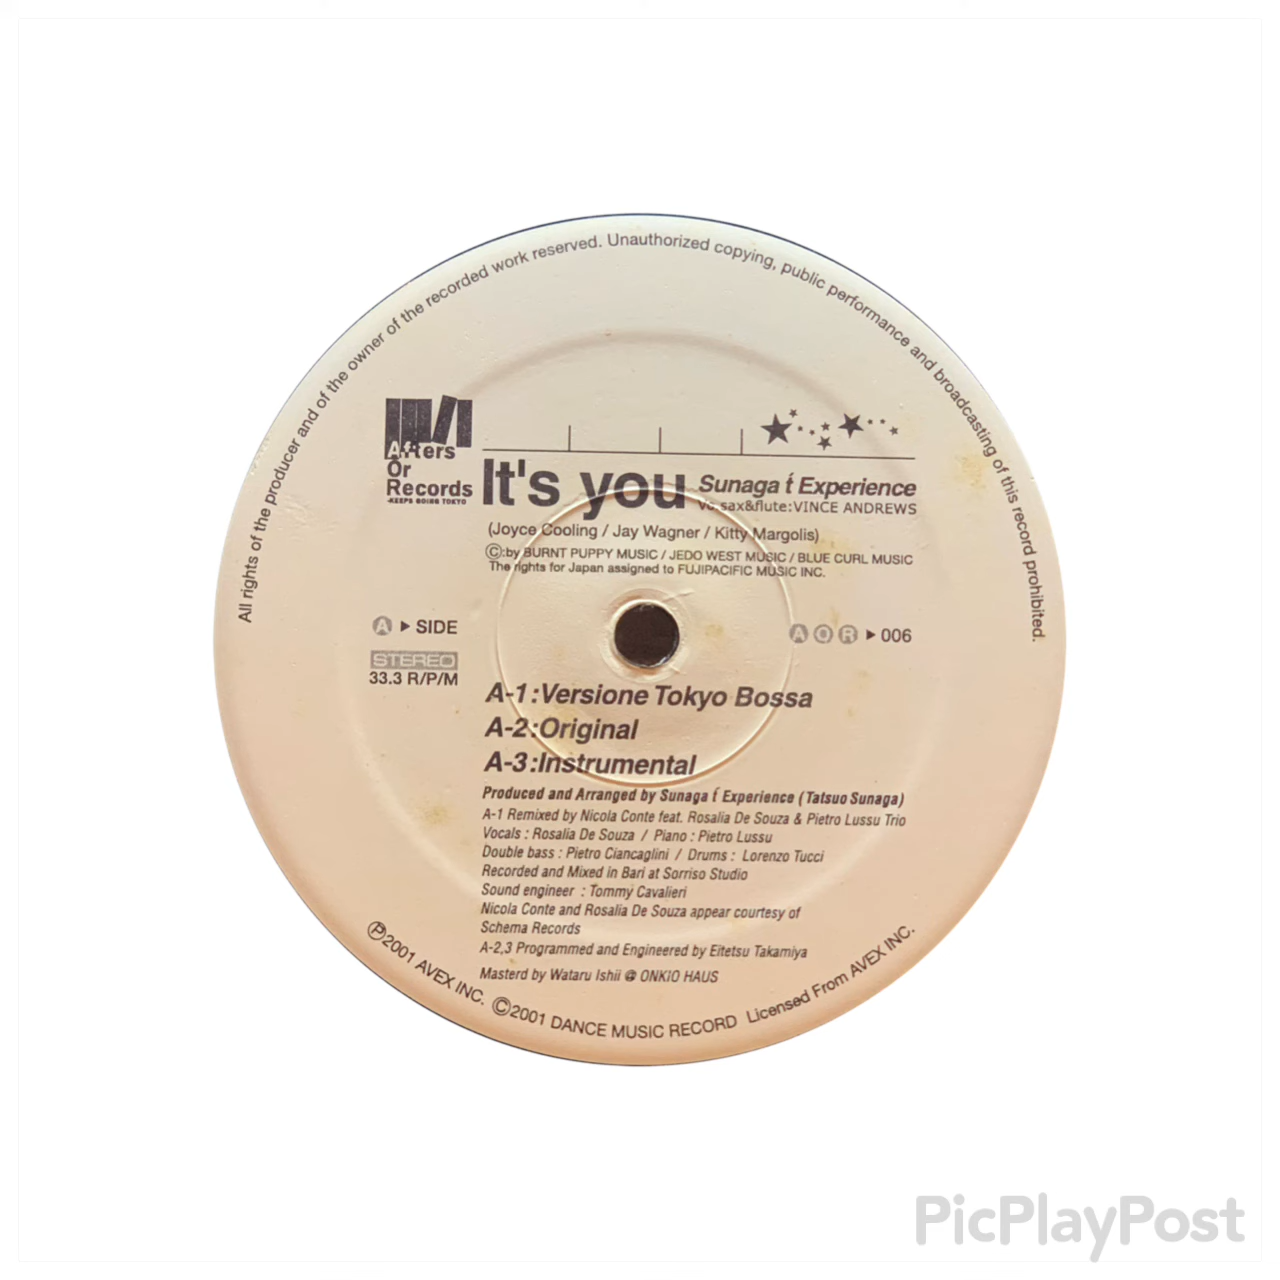 All rights of the producer and of the owner of the recorded work reserved. Unauthorized copying, public performance and broadcasting of this record prohibited.
Afters
Or
Records
-KEEPS GOING TOKYO
It's you Sunaga t Experience
Vo.sax&flute:VINCE ANDREWS
(Joyce Cooling / Jay Wagner / Kitty Margolis)
Ⓒ:by BURNT PUPPY MUSIC / JEDO WEST MUSIC / BLUE CURL MUSIC
The rights for Japan assigned to FUJIPACIFIC MUSIC INC.
A ▶ SIDE
A O R ▶ 006
STEREO
33.3 R/P/M
A-1:Versione Tokyo Bossa
A-2:Original
A-3:Instrumental
Produced and Arranged by Sunaga t Experience (Tatsuo Sunaga)
A-1 Remixed by Nicola Conte feat. Rosalia De Souza & Pietro Lussu Trio
Vocals : Rosalia De Souza / Piano : Pietro Lussu
Double bass : Pietro Ciancaglini / Drums : Lorenzo Tucci
Recorded and Mixed in Bari at Sorriso Studio
Sound engineer : Tommy Cavalieri
Nicola Conte and Rosalia De Souza appear courtesy of
Schema Records
A-2,3 Programmed and Engineered by Eitetsu Takamiya
Masterd by Wataru Ishii @ ONKIO HAUS
Ⓟ2001 AVEX INC. Ⓒ2001 DANCE MUSIC RECORD Licensed From AVEX INC.
PicPlayPost